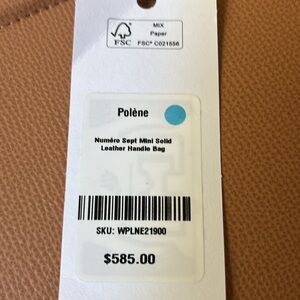 FSC
MIX
Paper
FSC® C021556
Polène
Numéro Sept Mini Solid
Leather Handle Bag
SKU: WPLNE21900
$585.00